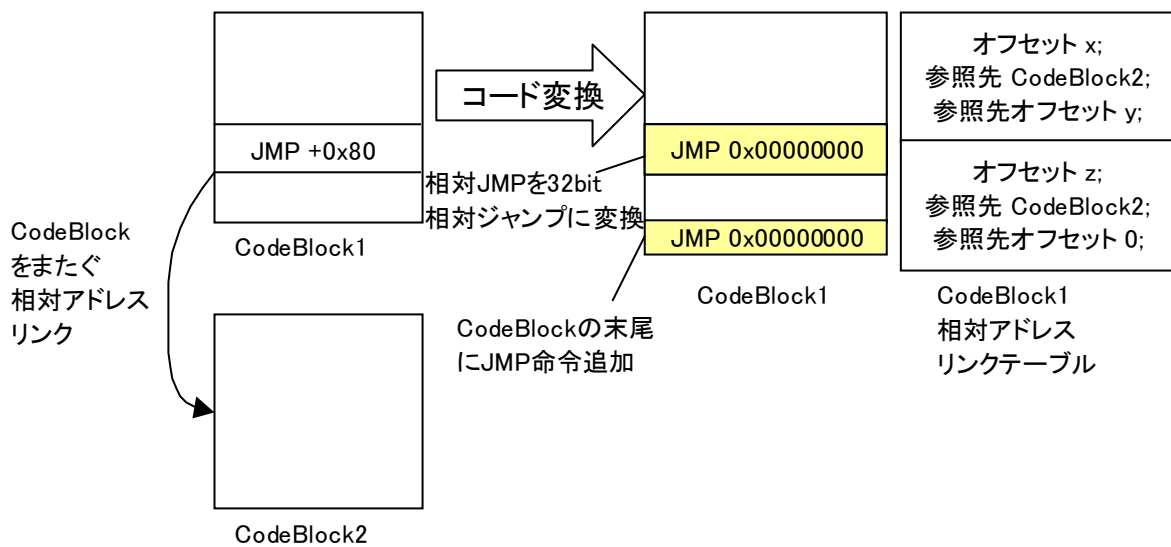 JMP +0x80
CodeBlock1
CodeBlock
をまたぐ
相対アドレス
リンク
CodeBlock2
コード変換
相対JMPを32bit
相対ジャンプに変換
JMP 0x00000000
JMP 0x00000000
CodeBlock1
CodeBlockの末尾
にJMP命令追加
オフセット x;
参照先 CodeBlock2;
参照先オフセット y;
オフセット z;
参照先 CodeBlock2;
参照先オフセット 0;
CodeBlock1
相対アドレス
リンクテーブル